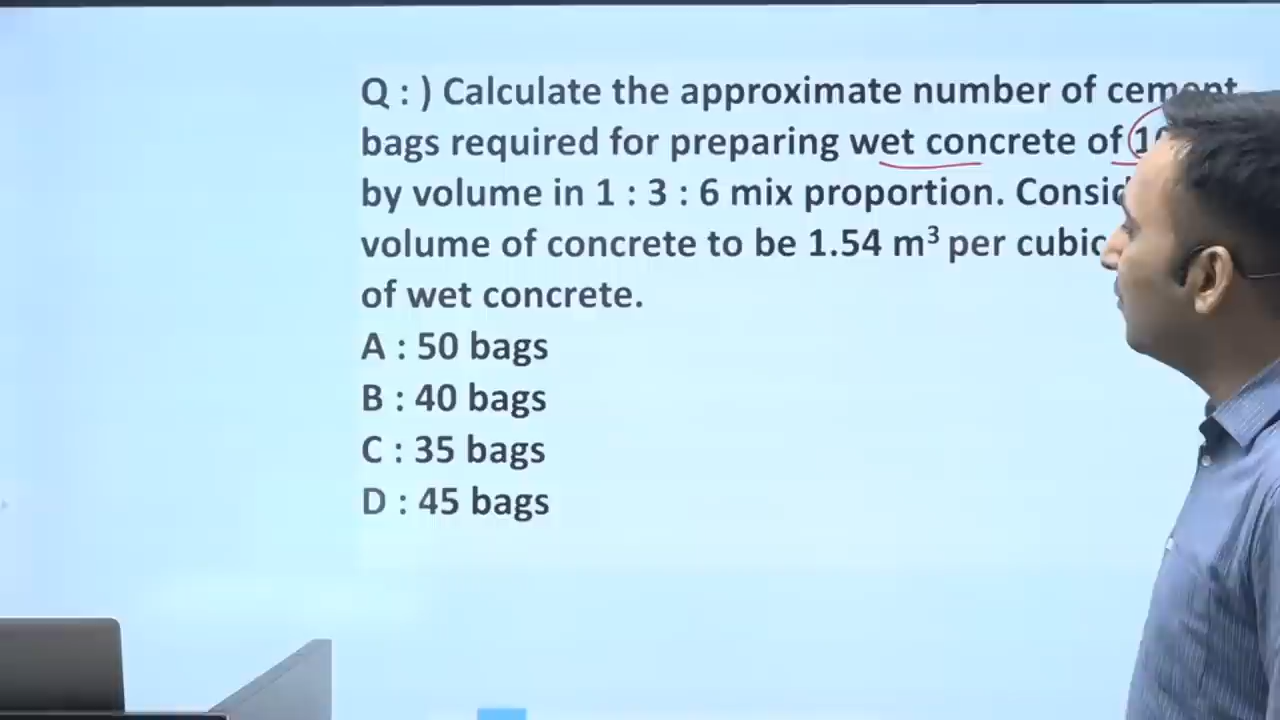 Q : ) Calculate the approximate number of cement
bags required for preparing wet concrete of
by volume in 1 : 3 : 6 mix proportion.
volume of concrete to be 1.54 m³ per
of wet concrete.
A : 50 bags
B : 40 bags
C : 35 bags
D : 45 bags